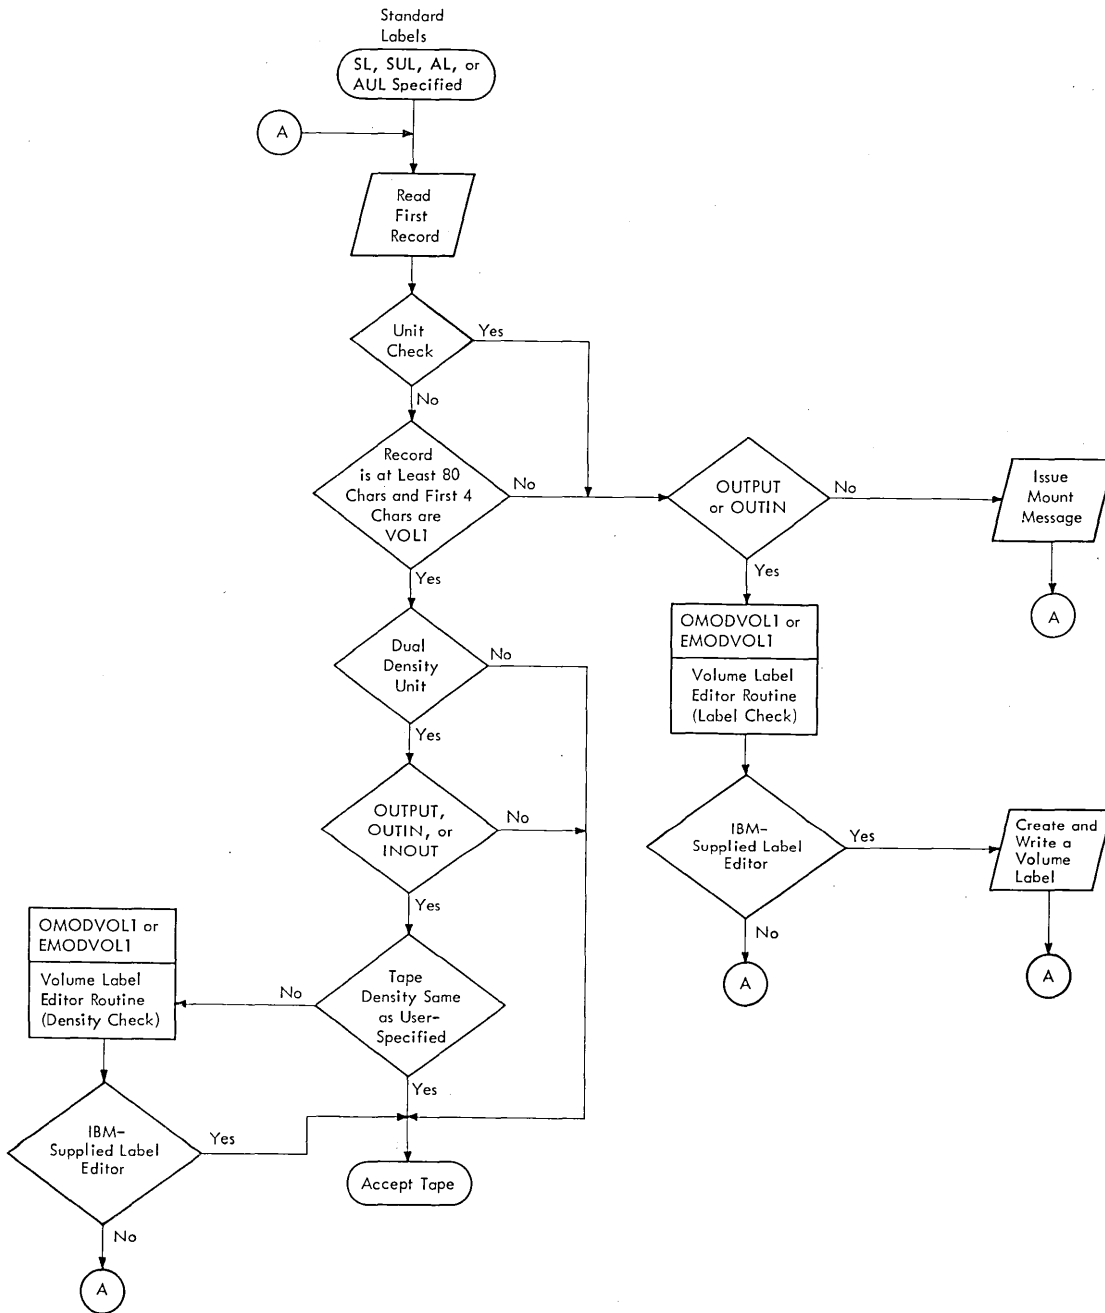 Standard
Labels
SL, SUL, AL, or
AUL Specified
A
Read
First
Record
Unit
Check
Yes
No
Record
is at Least 80
Chars and First 4
Chars are
VOL1
No
Yes
OUTPUT
or OUTIN
No
Yes
Issue
Mount
Message
A
OMODVOL1 or
EMODVOL1
Volume Label
Editor Routine
(Label Check)
Dual
Density
Unit
No
Yes
OUTPUT,
OUTIN, or
INOUT
No
Yes
IBM-
Supplied Label
Editor
Yes
No
Create and
Write a
Volume
Label
A
A
OMODVOL1 or
EMODVOL1
Volume Label
Editor Routine
(Density Check)
Tape
Density Same
as User-
Specified
No
Yes
IBM-
Supplied Label
Editor
Yes
No
Accept Tape
A